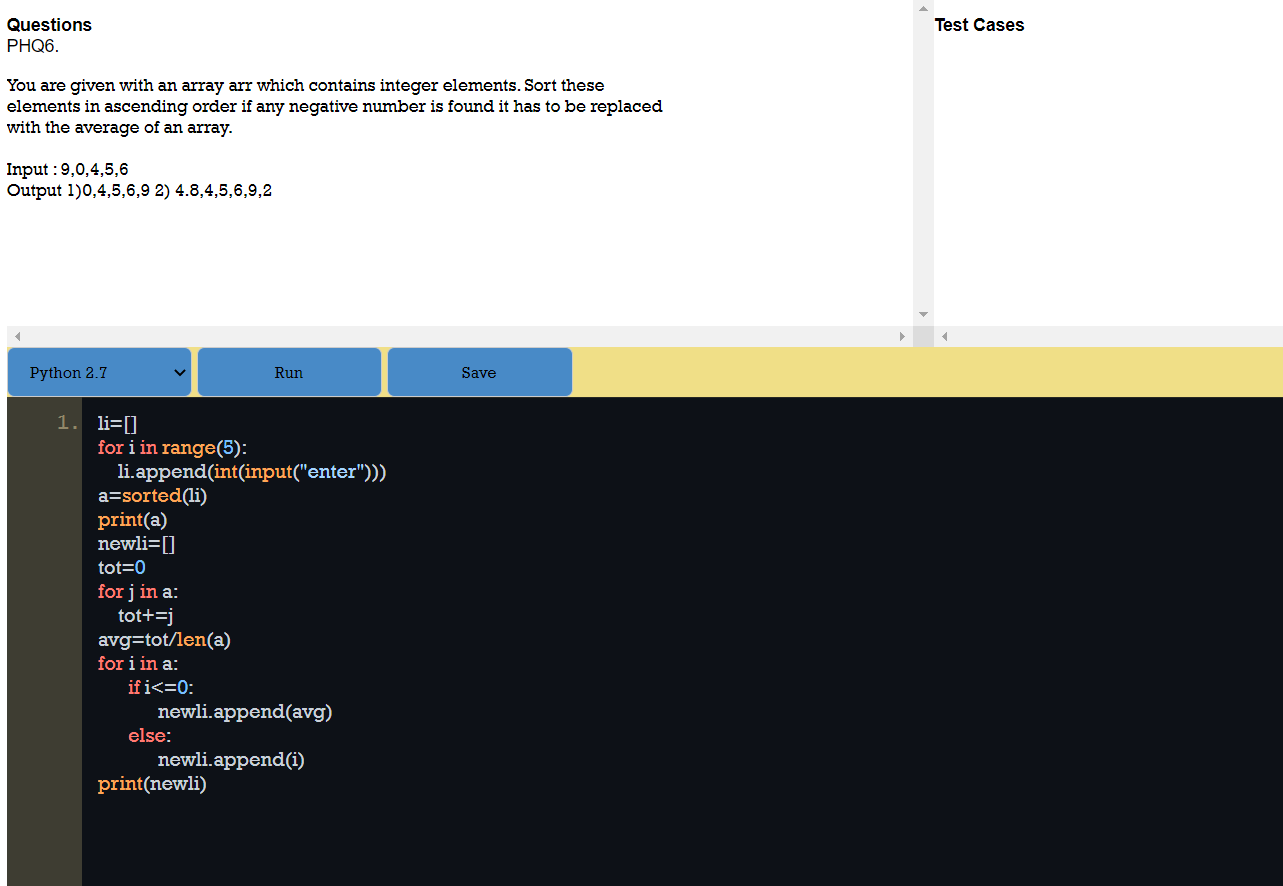 Questions
PHQ6.
You are given with an array arr which contains integer elements. Sort these
elements in ascending order if any negative number is found it has to be replaced
with the average of an array.
Input : 9,0,4,5,6
Output 1)0,4,5,6,9 2) 4.8,4,5,6,9,2
Test Cases
Python 2.7
Run
Save
1.
li=[]
for i in range(5):
    li.append(int(input("enter")))
a=sorted(li)
print(a)
newli=[]
tot=0
for j in a:
    tot+=j
avg=tot/len(a)
for i in a:
      if i<=0:
            newli.append(avg)
      else:
            newli.append(i)
print(newli)